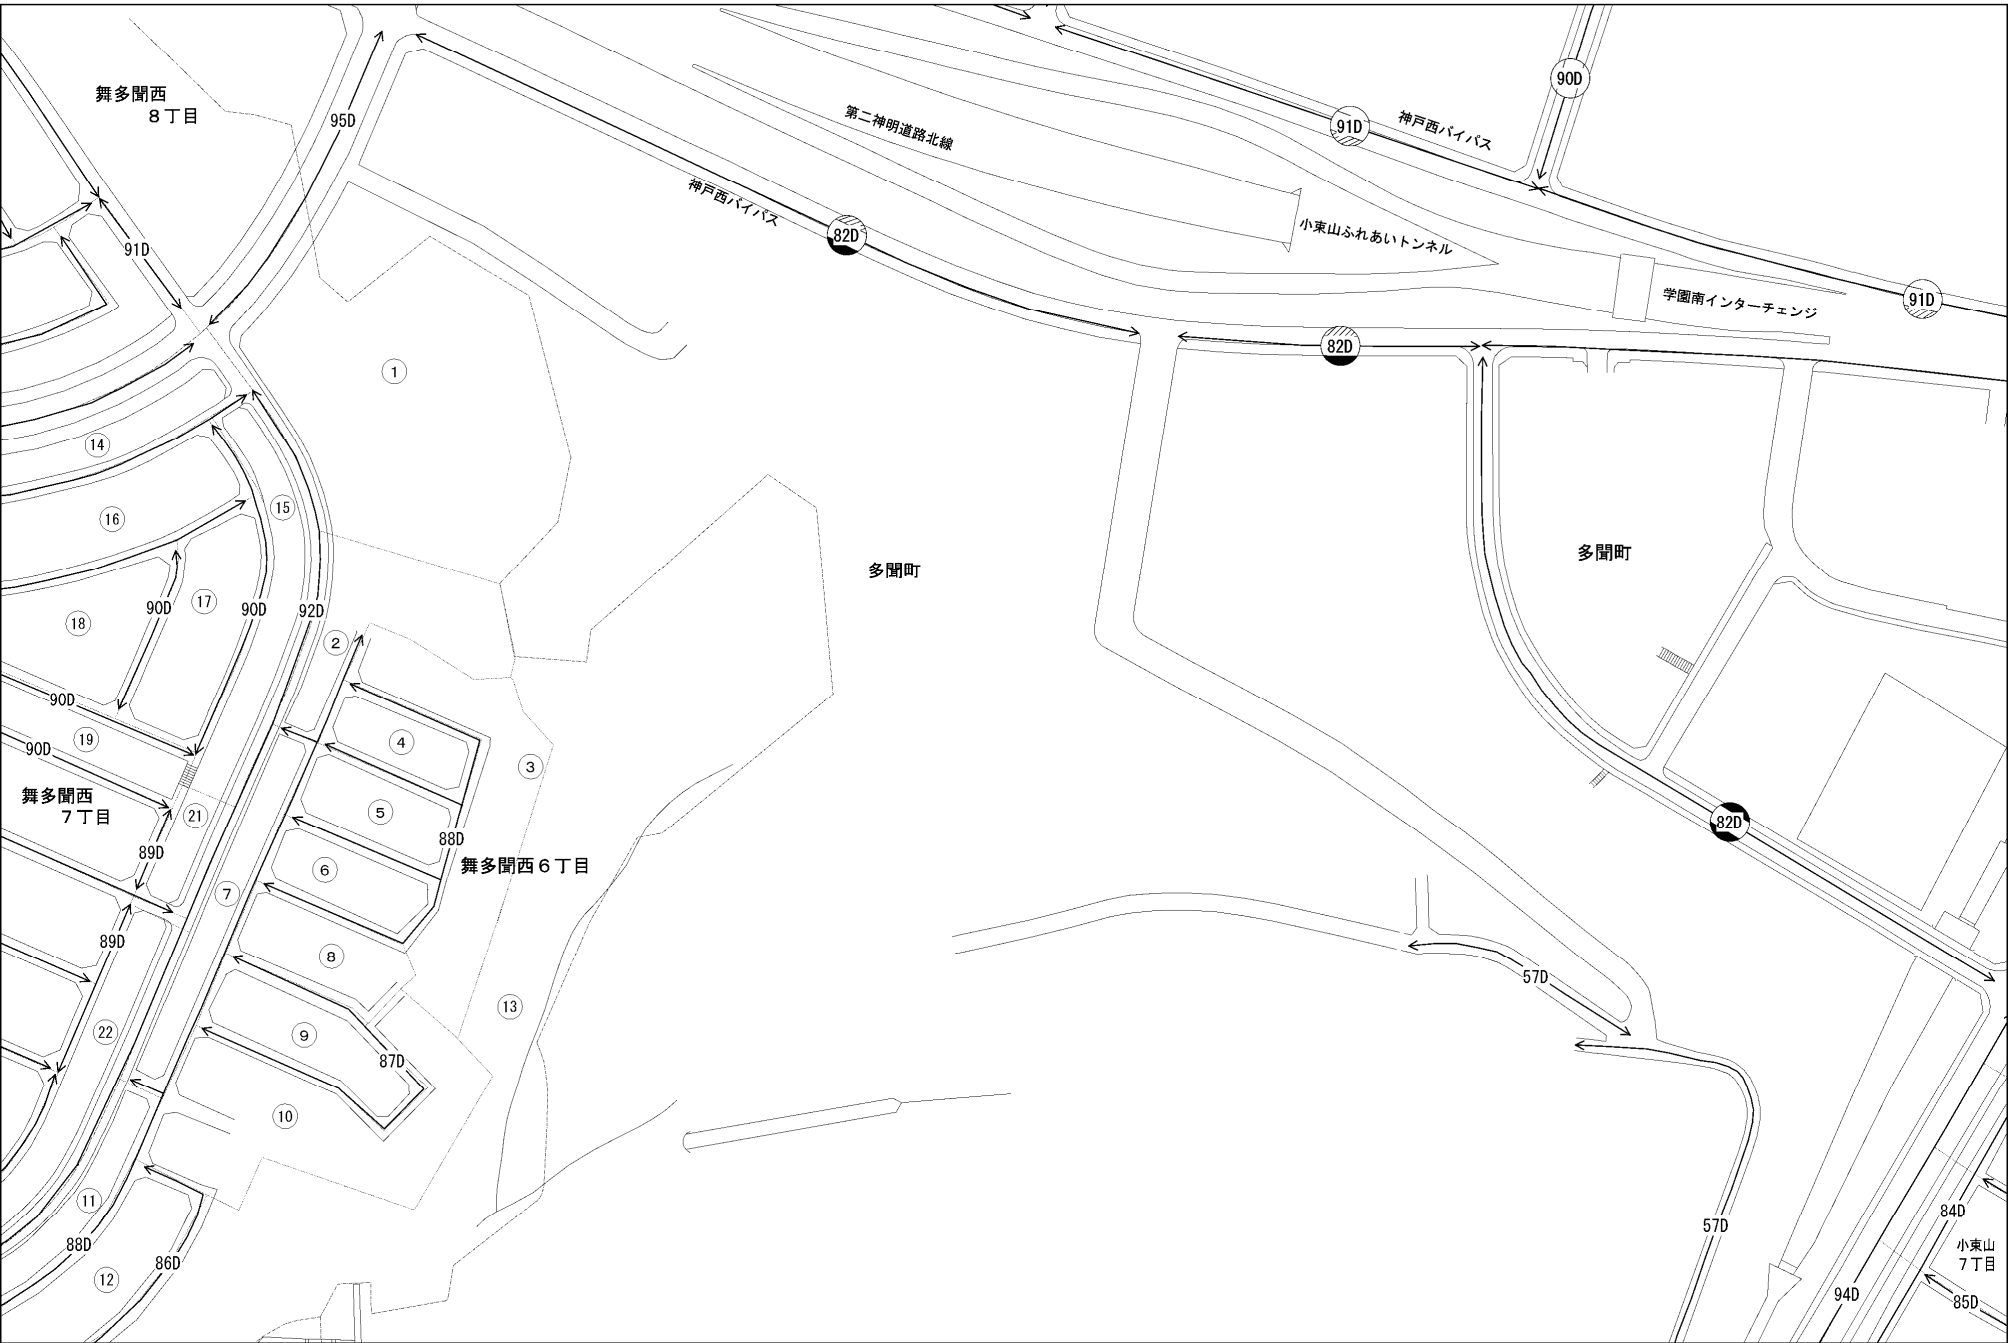 舞多聞西
8丁目
95D
91D
神戸西バイパス
第二神明道路北線
82D
91D
神戸西バイパス
90D
小束山ふれあいトンネル
学園南インターチェンジ
91D
82D
1
14
15
16
17
18
90D
90D
92D
2
多聞町
多聞町
90D
19
90D
舞多聞西
7丁目
21
89D
4
3
5
88D
舞多聞西6丁目
6
7
8
89D
22
9
87D
13
10
11
88D
86D
12
82D
57D
57D
84D
小束山
7丁目
94D
85D